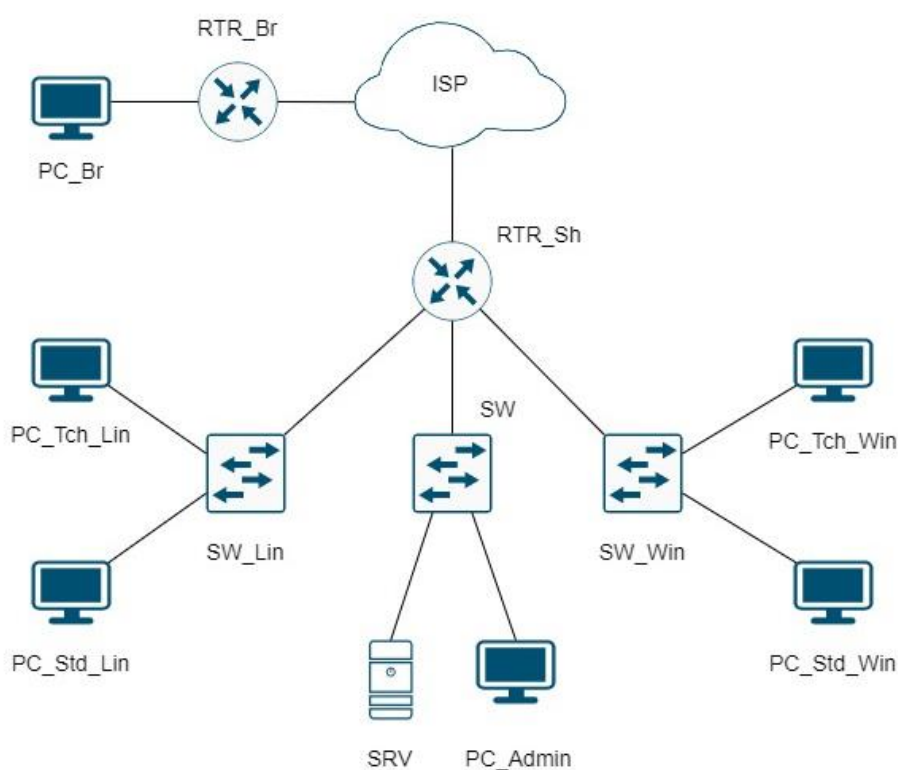 RTR_Br
ISP
PC_Br
RTR_Sh
SW
PC_Tch_Lin
PC_Tch_Win
SW_Lin
SW_Win
PC_Std_Lin
PC_Std_Win
SRV
PC_Admin